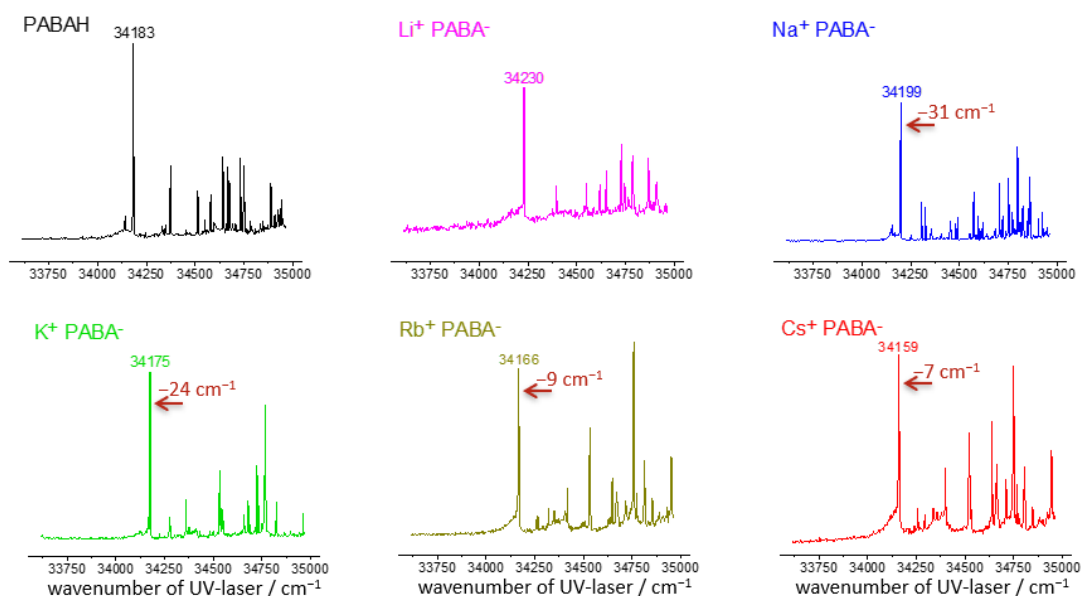 PABAH
34183
33750 34000 34250 34500 34750 35000
Li⁺ PABA-
34230
33750 34000 34250 34500 34750 35000
Na⁺ PABA-
34199
−31 cm⁻¹
33750 34000 34250 34500 34750 35000
K⁺ PABA-
34175
−24 cm⁻¹
33750 34000 34250 34500 34750 35000
wavenumber of UV-laser / cm⁻¹
Rb⁺ PABA-
34166
−9 cm⁻¹
33750 34000 34250 34500 34750 35000
wavenumber of UV-laser / cm⁻¹
Cs⁺ PABA-
34159
−7 cm⁻¹
33750 34000 34250 34500 34750 35000
wavenumber of UV-laser / cm⁻¹